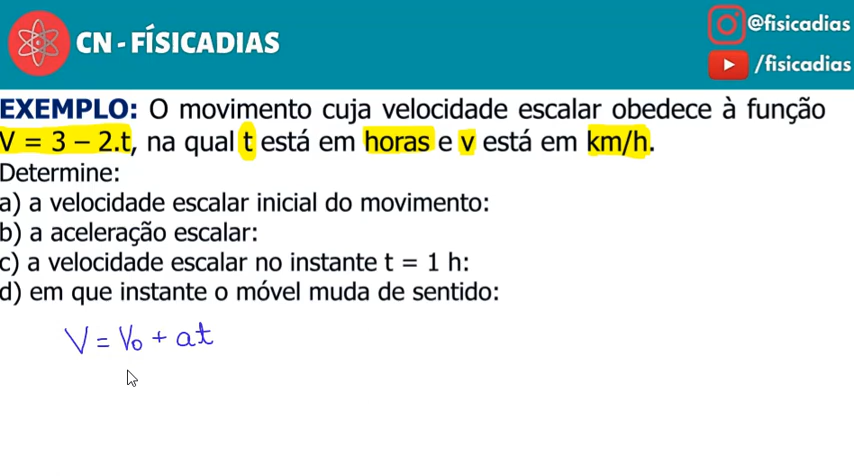 CN - FÍSICADIAS
@fisicadias
/fisicadias
EXEMPLO: O movimento cuja velocidade escalar obedece à função
V = 3 – 2.t, na qual t está em horas e v está em km/h.
Determine:
a) a velocidade escalar inicial do movimento:
b) a aceleração escalar:
c) a velocidade escalar no instante t = 1 h:
d) em que instante o móvel muda de sentido:
V = V₀ + at